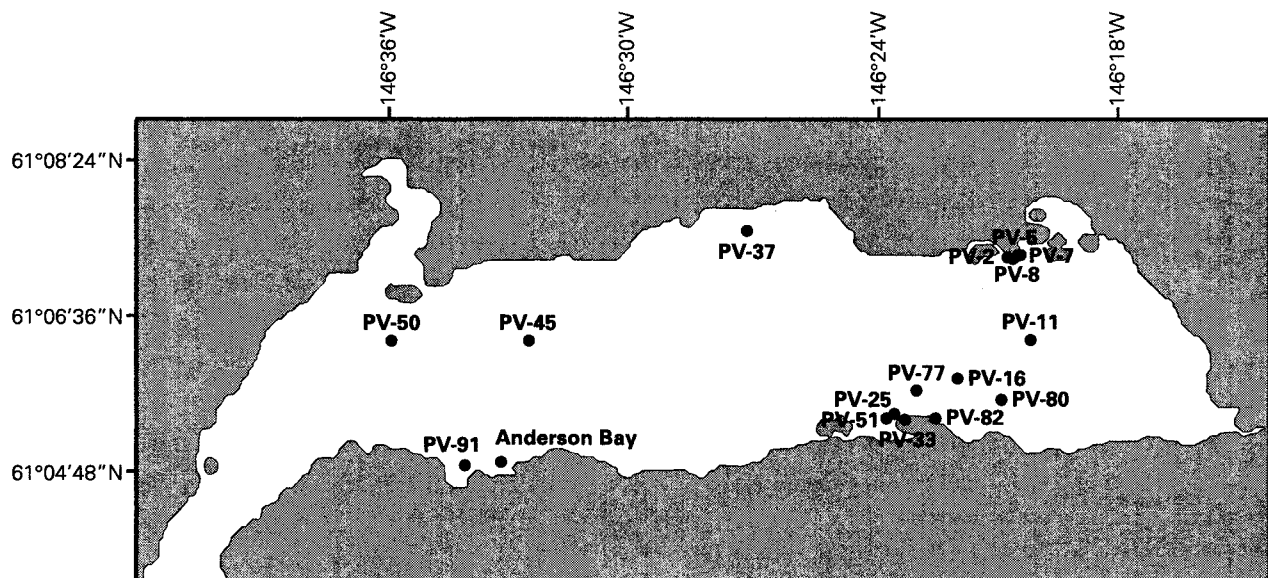 146°36′W
146°30′W
146°24′W
146°18′W
61°08′24″N
PV-37
PV-6
PV-2
PV-7
PV-8
61°06′36″N
PV-50
PV-45
PV-11
PV-77
PV-16
PV-25
PV-80
PV-51
PV-82
PV-33
PV-91
Anderson Bay
61°04′48″N